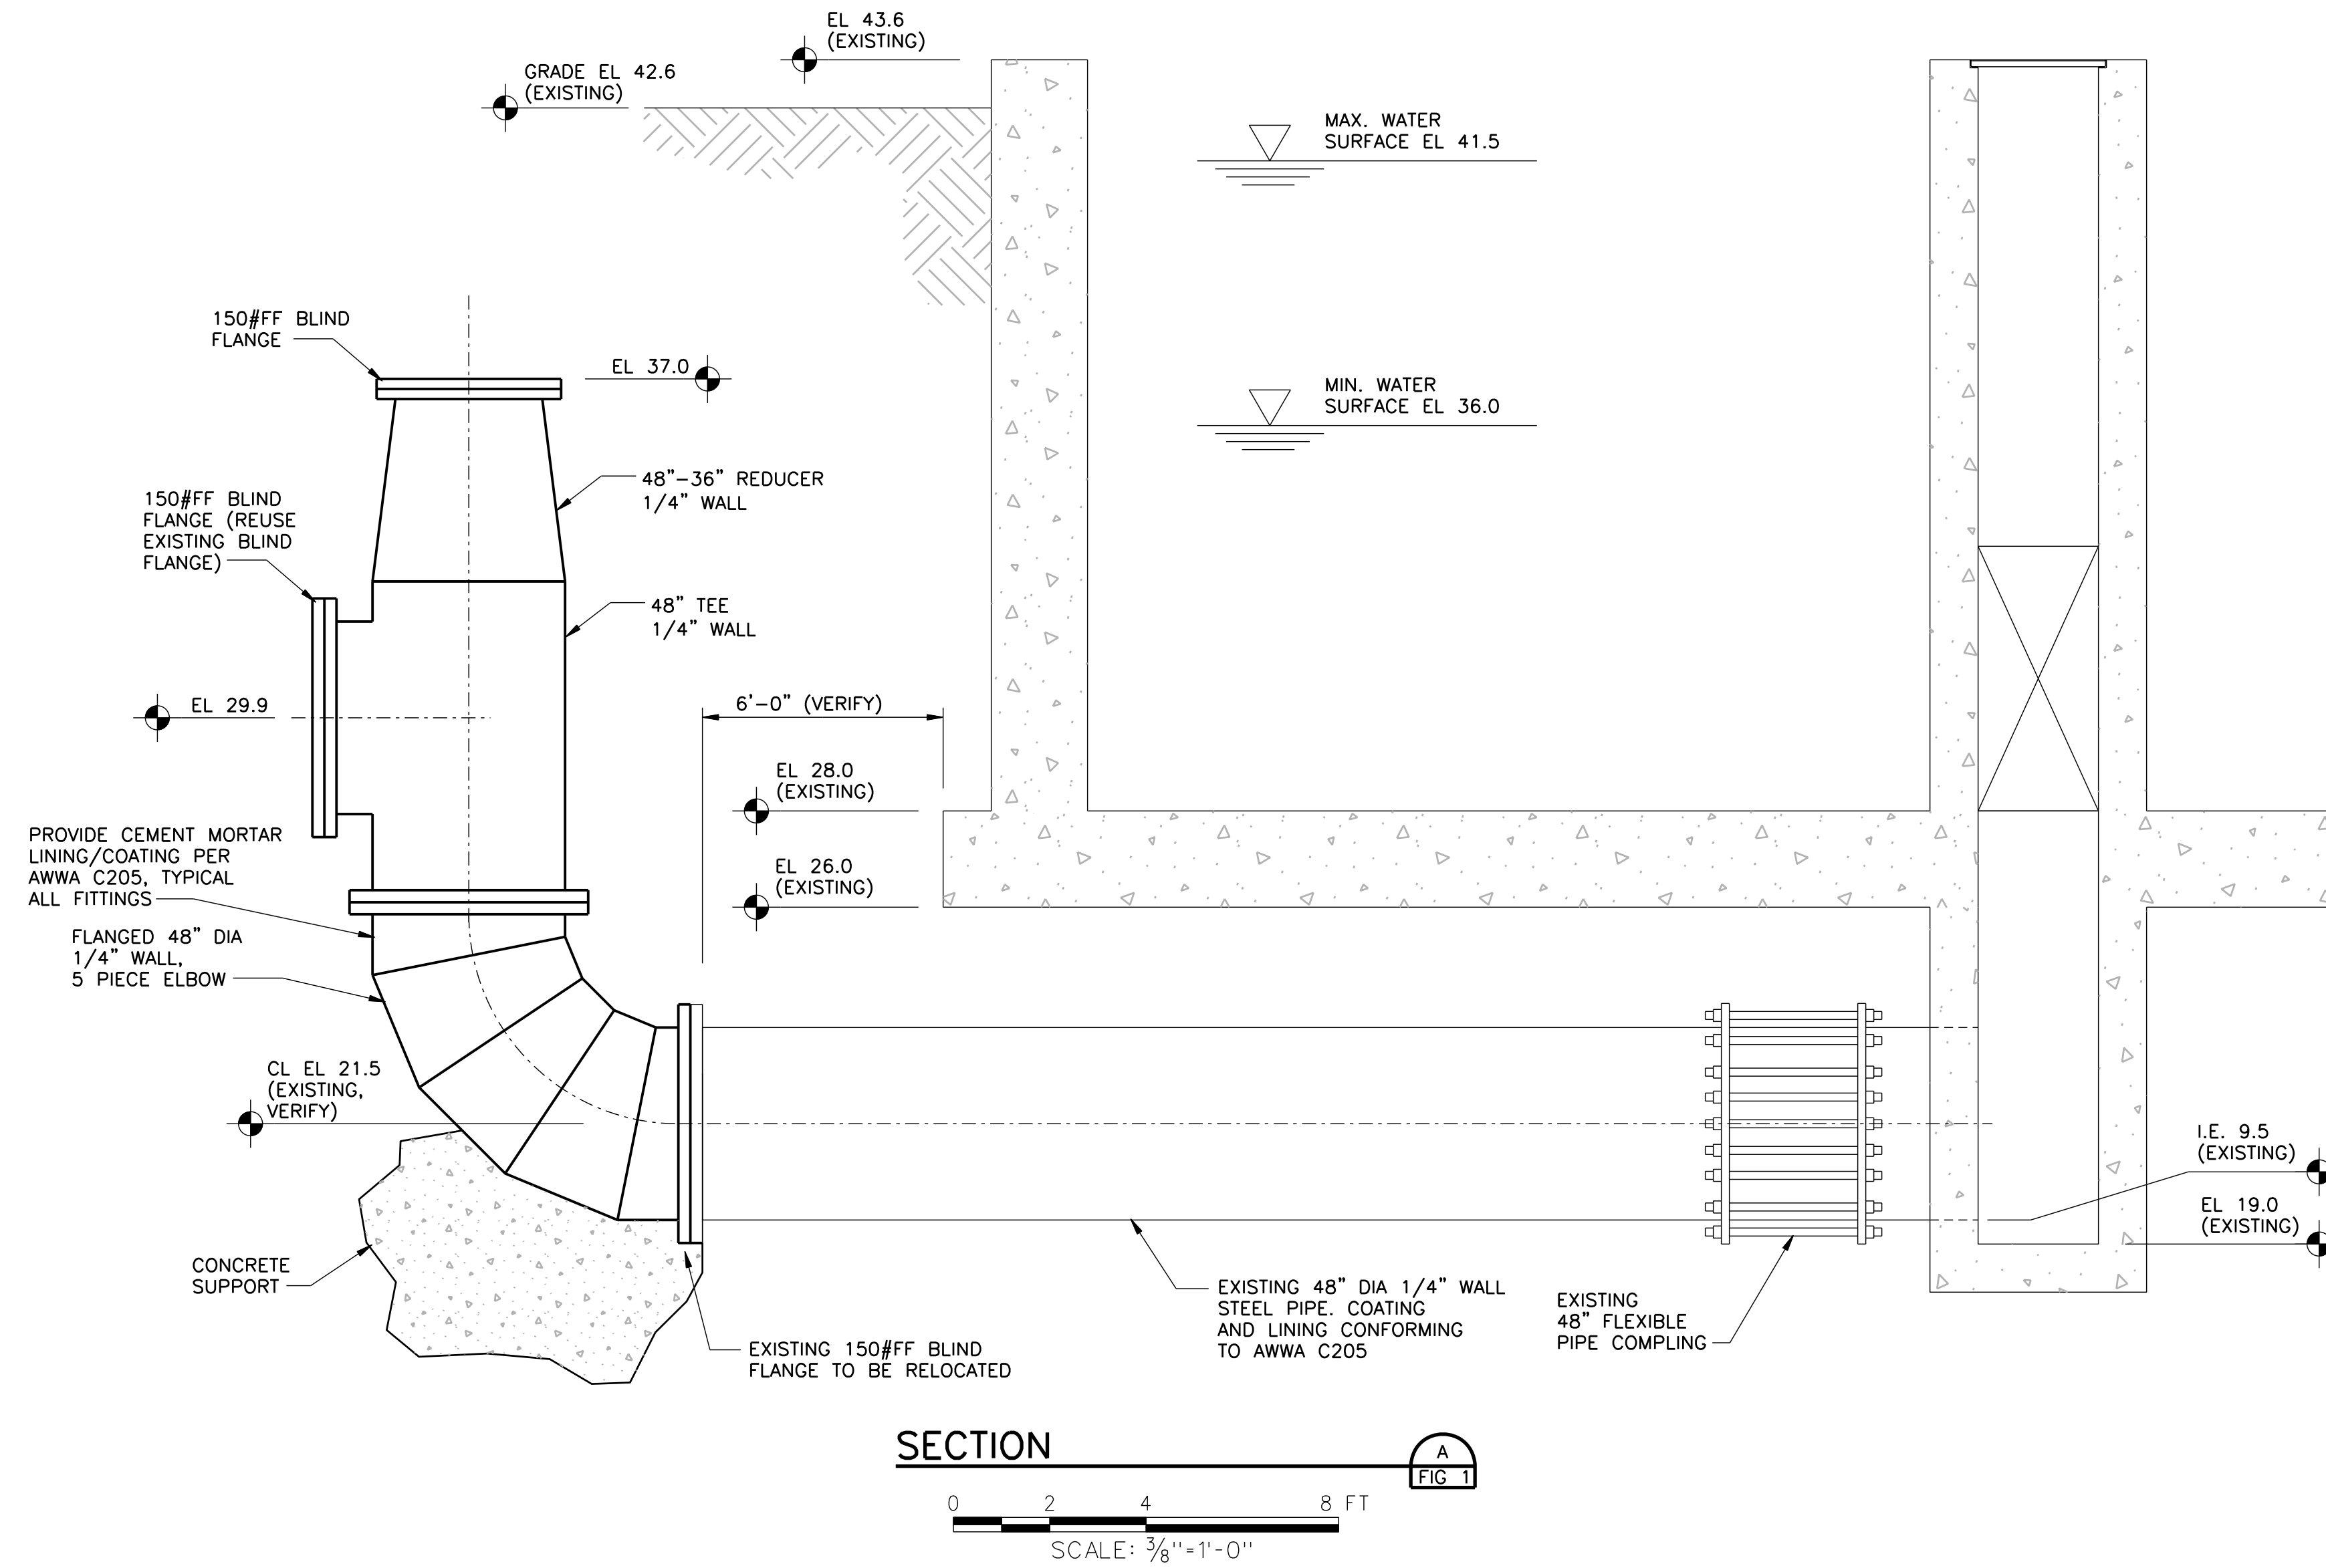 EL 43.6
(EXISTING)
GRADE EL 42.6
(EXISTING)
MAX. WATER
SURFACE EL 41.5
150#FF BLIND
FLANGE
EL 37.0
MIN. WATER
SURFACE EL 36.0
48"-36" REDUCER
1/4" WALL
150#FF BLIND
FLANGE (REUSE
EXISTING BLIND
FLANGE)
48" TEE
1/4" WALL
EL 29.9
6'-0" (VERIFY)
EL 28.0
(EXISTING)
PROVIDE CEMENT MORTAR
LINING/COATING PER
AWWA C205, TYPICAL
ALL FITTINGS
EL 26.0
(EXISTING)
FLANGED 48" DIA
1/4" WALL,
5 PIECE ELBOW
CL EL 21.5
(EXISTING,
VERIFY)
I.E. 9.5
(EXISTING)
EL 19.0
(EXISTING)
CONCRETE
SUPPORT
EXISTING 48" DIA 1/4" WALL
STEEL PIPE. COATING
AND LINING CONFORMING
TO AWWA C205
EXISTING
48" FLEXIBLE
PIPE COMPLING
EXISTING 150#FF BLIND
FLANGE TO BE RELOCATED
SECTION
A
FIG 1
0 2 4 8 FT
SCALE: 3/8"=1'-0"